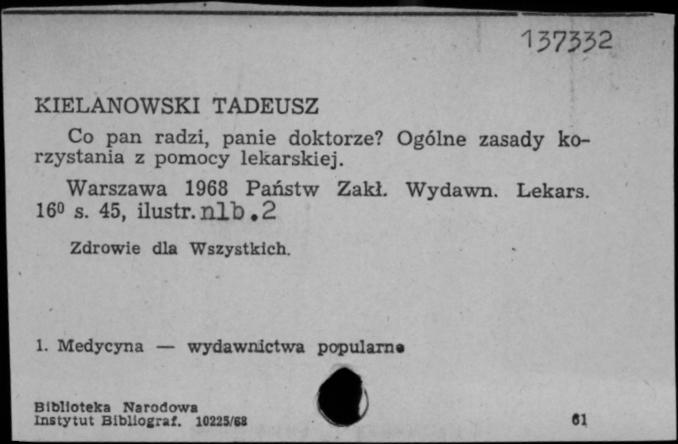 137332
KIELANOWSKI TADEUSZ
Co pan radzi, panie doktorze? Ogólne zasady ko-
rzystania z pomocy lekarskiej.
Warszawa 1968 Państw Zakł. Wydawn. Lekars.
16⁰ s. 45, ilustr. nlb.2
Zdrowie dla Wszystkich.
1. Medycyna — wydawnictwa popularne
Biblioteka Narodowa
Instytut Bibliograf. 10225/68
61